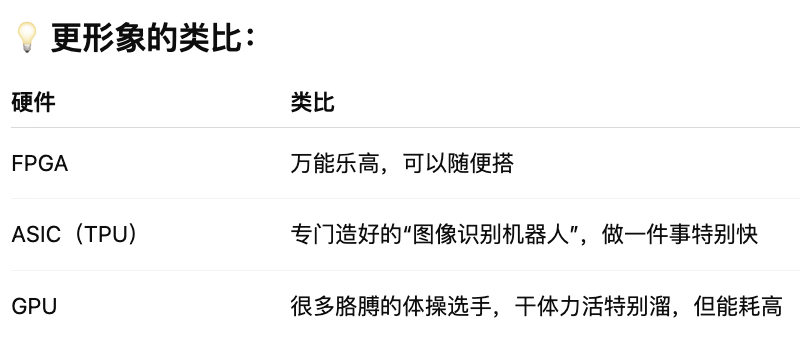 💡 更形象的类比：
硬件 类比
FPGA 万能乐高，可以随便搭
ASIC（TPU） 专门造好的“图像识别机器人”，做一件事特别快
GPU 很多胳膊的体操选手，干体力活特别溜，但能耗高